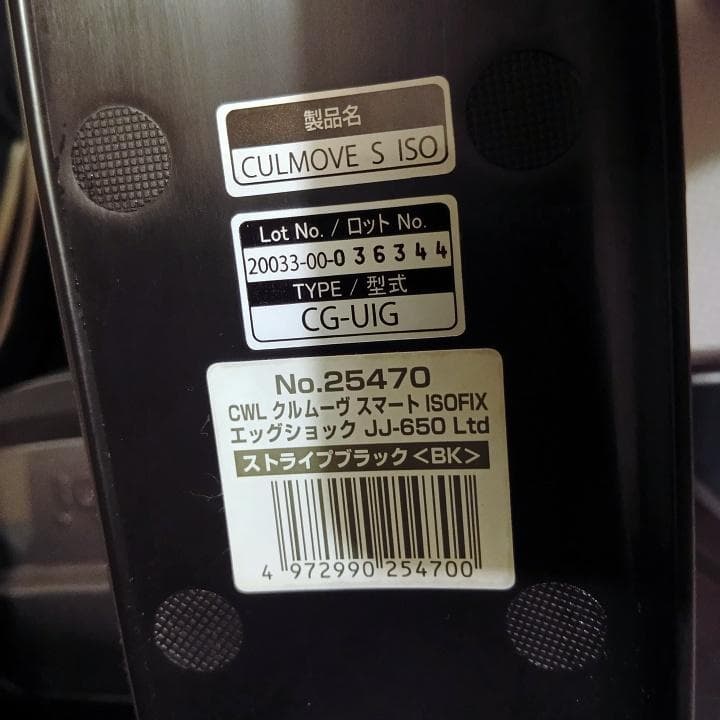 製品名
CULMOVE S ISO
Lot No. / ロット No.
20033-00-036344
TYPE / 型式
CG-UIG
No.25470
CWL クルムーヴ スマート ISOFIX
エッグショック JJ-650 Ltd
ストライプブラック<BK>
4 972990 254700